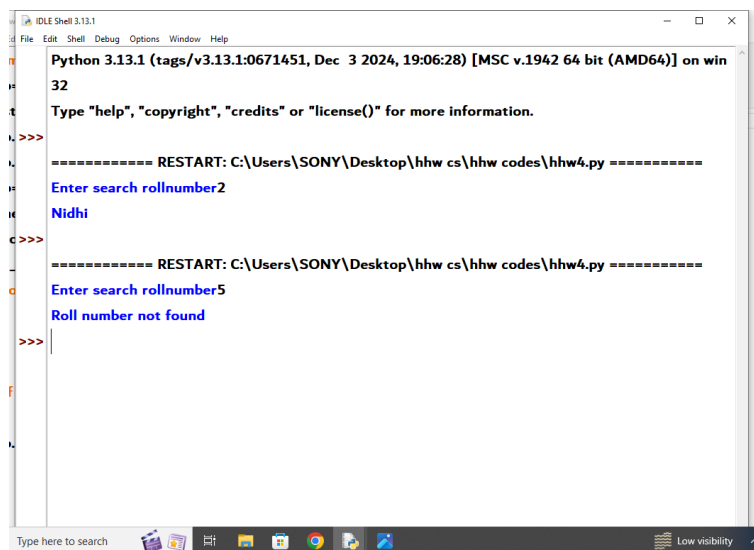 IDLE Shell 3.13.1
File Edit Shell Debug Options Window Help
Python 3.13.1 (tags/v3.13.1:0671451, Dec  3 2024, 19:06:28) [MSC v.1942 64 bit (AMD64)] on win
32
Type "help", "copyright", "credits" or "license()" for more information.
>>>
============ RESTART: C:\Users\SONY\Desktop\hhw cs\hhw codes\hhw4.py ===========
Enter search rollnumber2
Nidhi
>>>
============ RESTART: C:\Users\SONY\Desktop\hhw cs\hhw codes\hhw4.py ===========
Enter search rollnumber5
Roll number not found
>>>
Type here to search
Low visibility